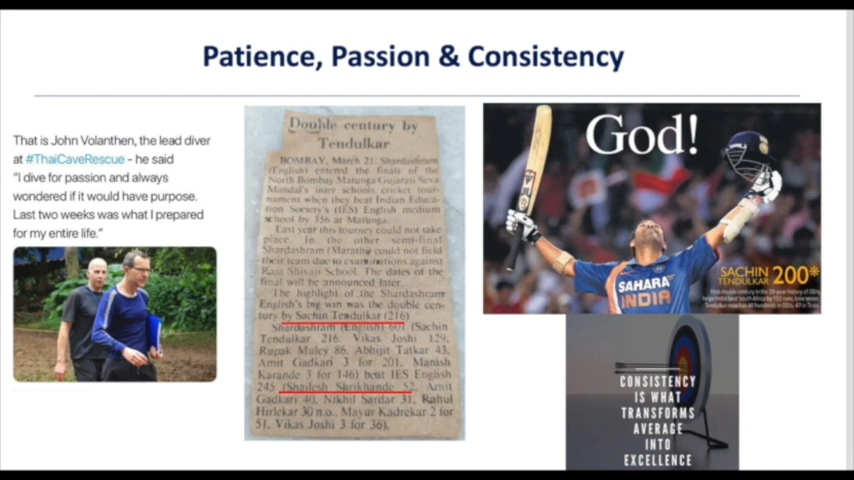 Patience, Passion & Consistency
That is John Volanthen, the lead diver
at #ThaiCaveRescue - he said
“I dive for passion and always
wondered if it would have purpose.
Last two weeks was what I prepared
for my entire life.”
Double century by
Tendulkar
BOMBAY, March 21: Shardashram
(English) entered the finals of the
North Bombay Matunga Gujarati Seva
Mandal's inter schools cricket tour-
nament when they beat Indian Educa-
tion Society's (IES) English medium
school by 356 at Matunga.
Last year this tourney could not take
place. In the other semi-final
Shardashram (Marathi) could not field
their team due to examinations against
Raja Shivaji School. The dates of the
final will be announced later.
The highlight of the Shardashram
English's big win was the double cen-
tury by Sachin Tendulkar (216)
Shardashram (English) 601 (Sachin
Tendulkar 216, Vikas Joshi 129,
Rupak Muley 86, Abhijit Tatkar 43,
Amit Gadkari 3 for 201, Manish
Karande 3 for 146) beat IES English
245 (Shailesh Shrikhande 52, Amit
Gadkari 40, Nikhil Sardar 31, Rahul
Hirlekar 30 n.o., Mayur Kadrekar 2 for
51, Vikas Joshi 3 for 36).
God!
SAHARA
INDIA
SACHIN
TENDULKAR 200*
CONSISTENCY
IS WHAT
TRANSFORMS
AVERAGE
INTO
EXCELLENCE